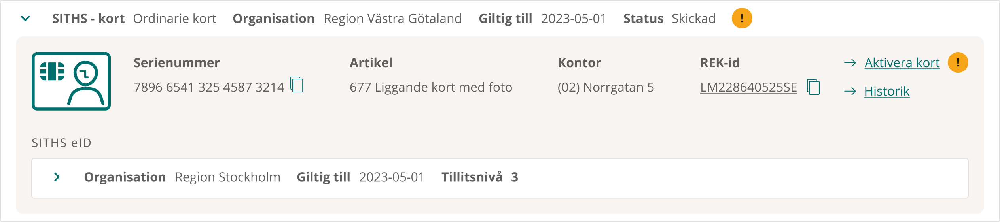 SITHS - kort Ordinarie kort Organisation Region Västra Götaland Giltig till 2023-05-01 Status Skickad !
Serienummer Artikel Kontor REK-id Aktivera kort !
7896 6541 325 4587 3214 677 Liggande kort med foto (02) Norrgatan 5 LM228640525SE Historik
SITHS eID
Organisation Region Stockholm Giltig till 2023-05-01 Tillitsnivå 3